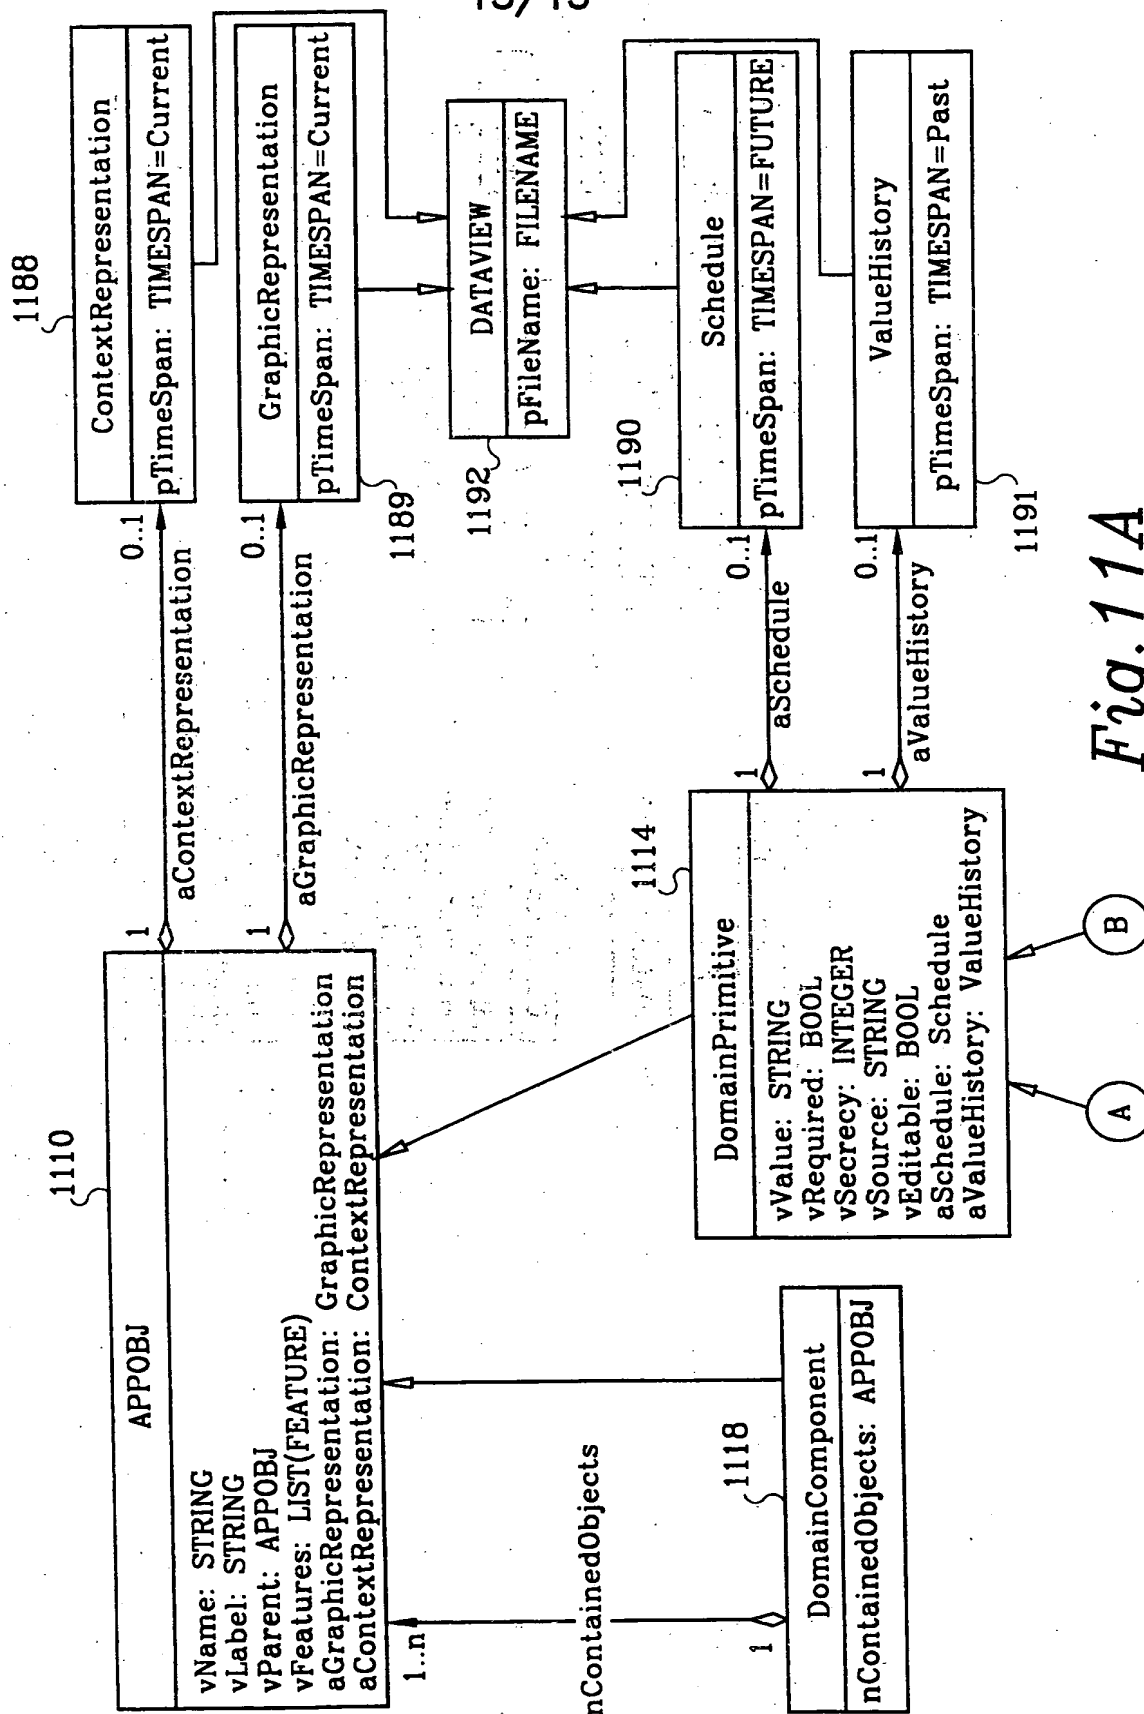 1110
APPOBJ
vName: STRING
vLabel: STRING
vParent: APPOBJ
vFeatures: LIST(FEATURE)
aGraphicRepresentation: GraphicRepresentation
aContextRepresentation: ContextRepresentation
1
aContextRepresentation
0..1
1
aGraphicRepresentation
0..1
1188
ContextRepresentation
pTimeSpan: TIMESPAN=Current
GraphicRepresentation
pTimeSpan: TIMESPAN=Current
1189
DATAVIEW
pFileName: FILENAME
1192
1190
Schedule
pTimeSpan: TIMESPAN=FUTURE
ValueHistory
pTimeSpan: TIMESPAN=Past
1191
1..n
nContainedObjects
1
1118
DomainComponent
nContainedObjects: APPOBJ
1114
DomainPrimitive
vValue: STRING
vRequired: BOOL
vSecrecy: INTEGER
vSource: STRING
vEditable: BOOL
aSchedule: Schedule
aValueHistory: ValueHistory
1
aSchedule
0..1
1
aValueHistory
0..1
A
B
Fig. 11A